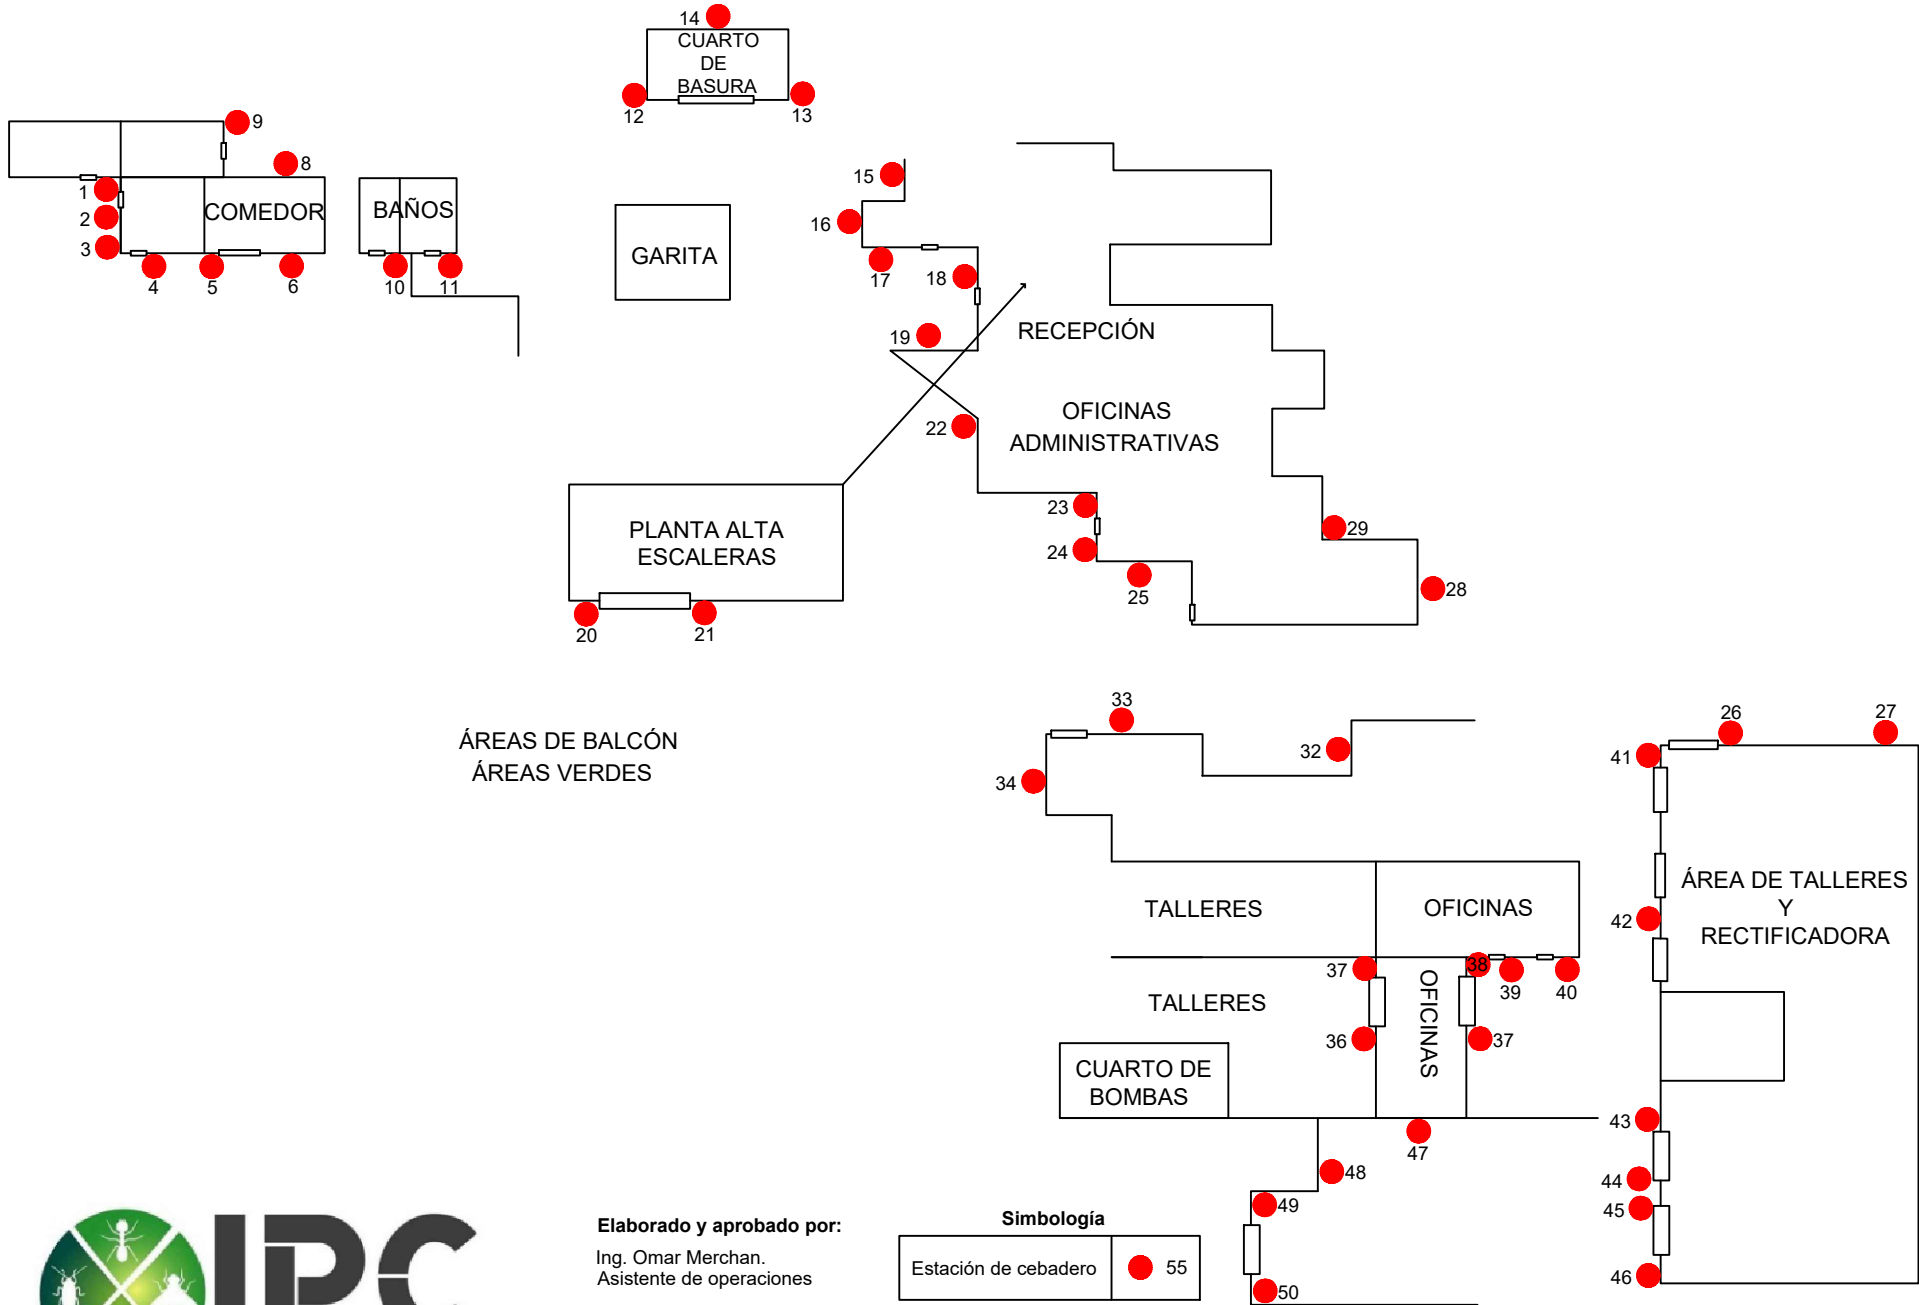 14
CUARTO
DE
BASURA
12
13
9
8
1
2
3
COMEDOR
4
5
6
BAÑOS
10
11
GARITA
15
16
17
18
19
RECEPCIÓN
OFICINAS
ADMINISTRATIVAS
22
23
24
25
29
28
PLANTA ALTA
ESCALERAS
20
21
ÁREAS DE BALCÓN
ÁREAS VERDES
33
32
34
26
27
41
TALLERES
OFICINAS
42
ÁREA DE TALLERES
Y
RECTIFICADORA
37
38
39
40
TALLERES
OFICINAS
36
37
CUARTO DE
BOMBAS
47
43
48
44
45
49
46
50
IPC
Elaborado y aprobado por:
Ing. Omar Merchan.
Asistente de operaciones
Simbología
Estación de cebadero 55